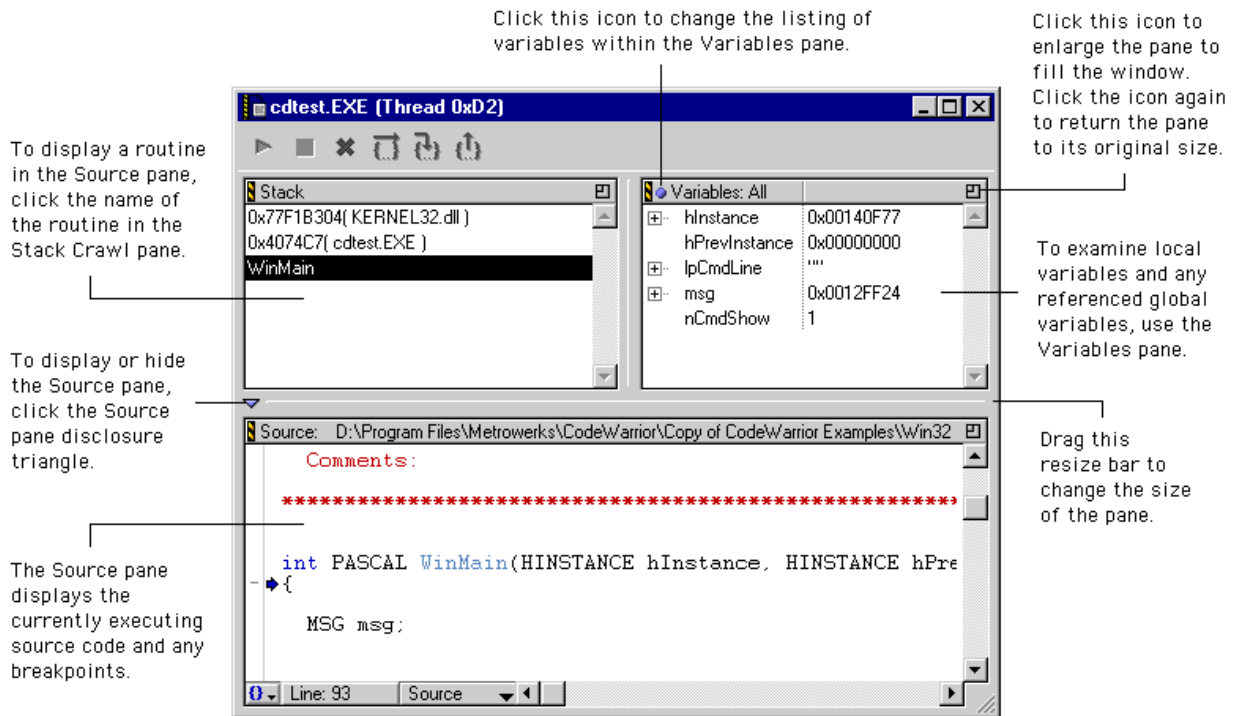 Click this icon to change the listing of
variables within the Variables pane.
Click this icon to
enlarge the pane to
fill the window.
Click the icon again
to return the pane
to its original size.
To display a routine
in the Source pane,
click the name of
the routine in the
Stack Crawl pane.
cdtest.EXE (Thread 0xD2)
Stack
0x77F1B304( KERNEL32.dll )
0x4074C7( cdtest.EXE )
WinMain
Variables: All
hInstance 0x00140F77
hPrevInstance 0x00000000
lpCmdLine ""
msg 0x0012FF24
nCmdShow 1
To examine local
variables and any
referenced global
variables, use the
Variables pane.
To display or hide
the Source pane,
click the Source
pane disclosure
triangle.
Source: D:\Program Files\Metrowerks\CodeWarrior\Copy of CodeWarrior Examples\Win32
Comments:
*******************************************************
int PASCAL WinMain(HINSTANCE hInstance, HINSTANCE hPre
{
MSG msg;
Line: 93 Source
Drag this
resize bar to
change the size
of the pane.
The Source pane
displays the
currently executing
source code and any
breakpoints.